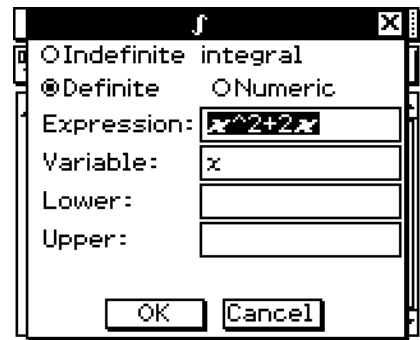 ∫
Indefinite integral
Definite Numeric
Expression: x^2+2x
Variable: x
Lower:
Upper:
OK Cancel